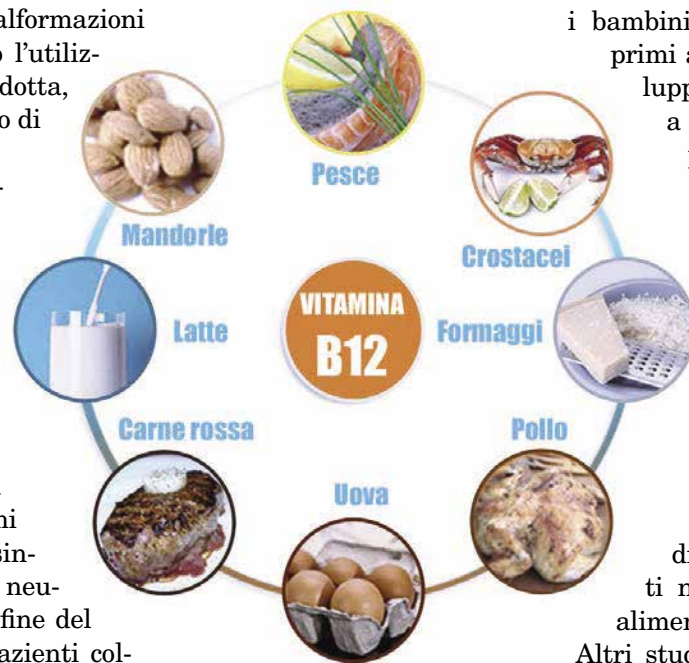 alformazioni
l'utiliz-
dotta,
o di
i bambini
primi a
lupp
a
Pesce
Mandorle
Crostacei
Latte
VITAMINA
B12
Formaggi
Carne rossa
Pollo
Uova
ni
sin-
neu-
fine del
azienti col-
di
ti n
alimen
Altri stud